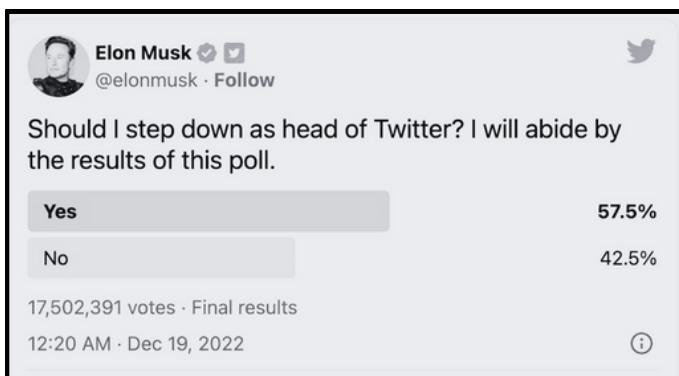 Elon Musk
@elonmusk · Follow
Should I step down as head of Twitter? I will abide by
the results of this poll.
Yes 57.5%
No 42.5%
17,502,391 votes · Final results
12:20 AM · Dec 19, 2022